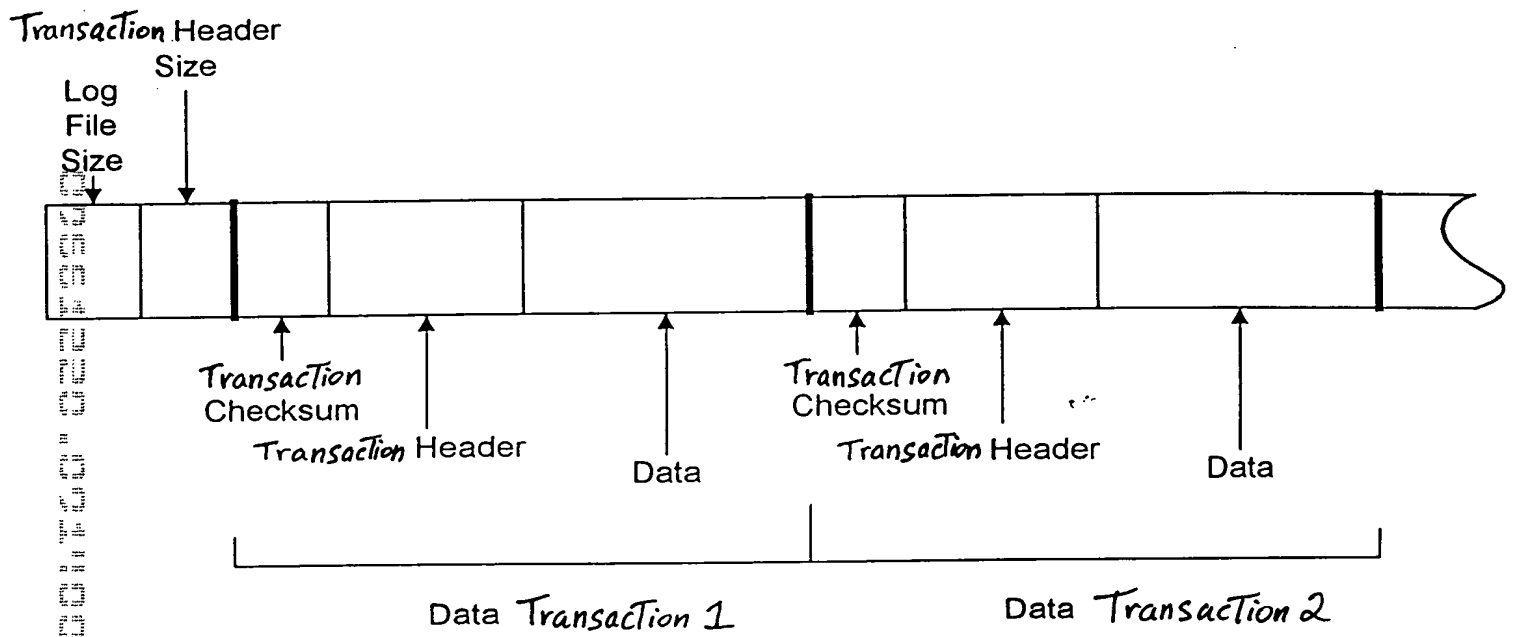 Transaction Header
Size
Log
File
Size
Transaction
Checksum
Transaction Header
Data
Transaction
Checksum
Transaction Header
Data
Data Transaction 1
Data Transaction 2